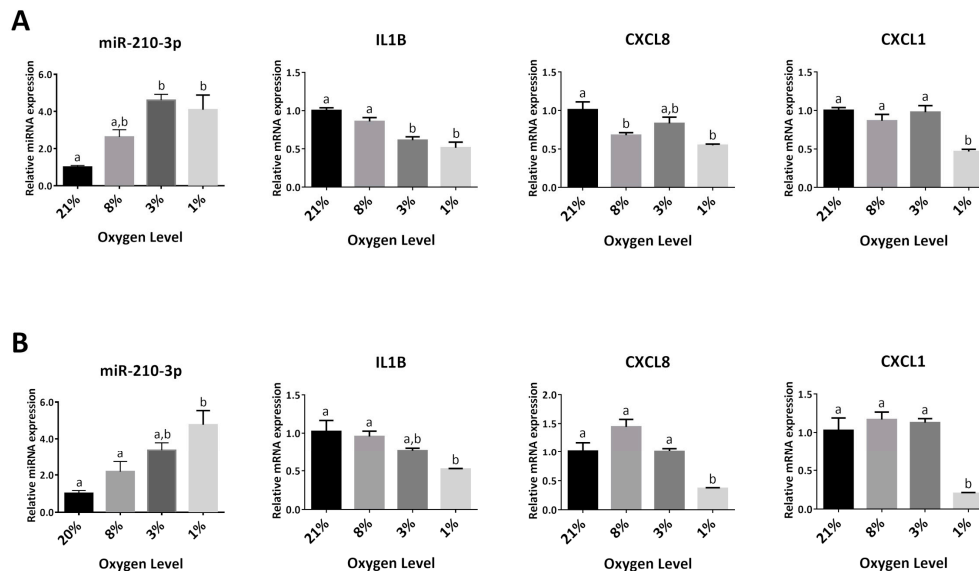 A
miR-210-3p
Relative miRNA expression
6.0
4.0
2.0
0.0
a
a,b
b
b
21%
8%
3%
1%
Oxygen Level
IL1B
Relative mRNA expression
1.5
1.0
0.5
0.0
a
a
b
b
21%
8%
3%
1%
Oxygen Level
CXCL8
Relative mRNA expression
1.5
1.0
0.5
0.0
a
b
a,b
b
21%
8%
3%
1%
Oxygen Level
CXCL1
Relative mRNA expression
1.5
1.0
0.5
0.0
a
a
a
b
21%
8%
3%
1%
Oxygen Level
B
miR-210-3p
Relative miRNA expression
6.0
4.0
2.0
0.0
a
a
a,b
b
20%
8%
3%
1%
Oxygen Level
IL1B
Relative mRNA expression
1.5
1.0
0.5
0.0
a
a
a,b
b
21%
8%
3%
1%
Oxygen Level
CXCL8
Relative mRNA expression
2.0
1.5
1.0
0.5
0.0
a
a
a
b
21%
8%
3%
1%
Oxygen Level
CXCL1
Relative mRNA expression
1.5
1.0
0.5
0.0
a
a
a
b
21%
8%
3%
1%
Oxygen Level